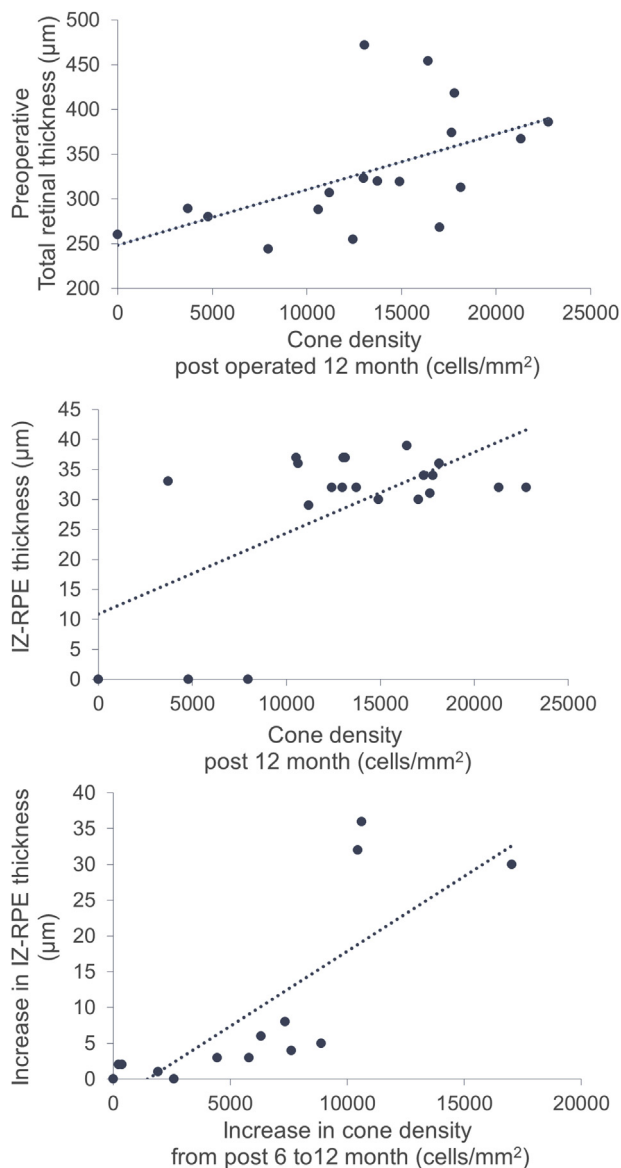 Preoperative
Total retinal thickness (μm)
500
450
400
350
300
250
200
0 5000 10000 15000 20000 25000
Cone density
post operated 12 month (cells/mm²)
IZ-RPE thickness (μm)
45
40
35
30
25
20
15
10
5
0
0 5000 10000 15000 20000 25000
Cone density
post 12 month (cells/mm²)
Increase in IZ-RPE thickness
(μm)
40
35
30
25
20
15
10
5
0
0 5000 10000 15000 20000
Increase in cone density
from post 6 to12 month (cells/mm²)